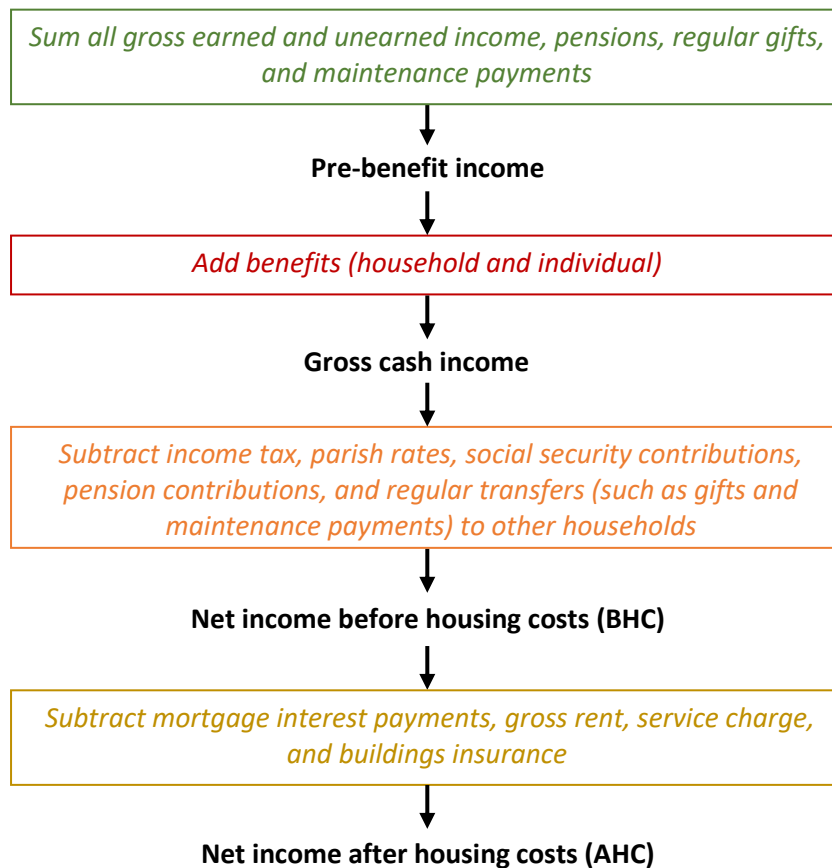 Sum all gross earned and unearned income, pensions, regular gifts,
and maintenance payments
Pre-benefit income
Add benefits (household and individual)
Gross cash income
Subtract income tax, parish rates, social security contributions,
pension contributions, and regular transfers (such as gifts and
maintenance payments) to other households
Net income before housing costs (BHC)
Subtract mortgage interest payments, gross rent, service charge,
and buildings insurance
Net income after housing costs (AHC)